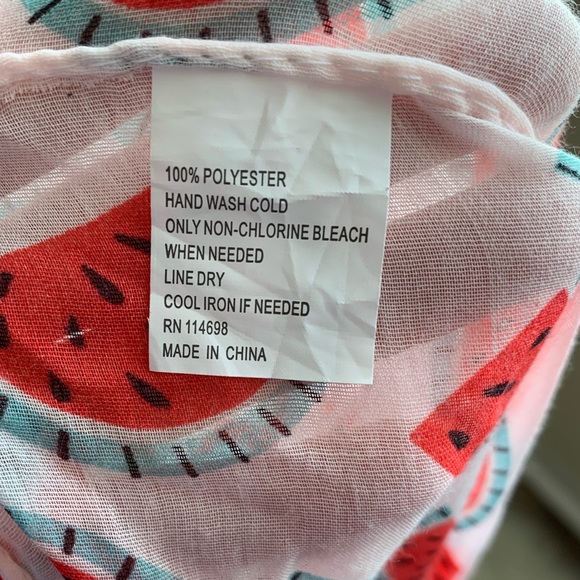 100% POLYESTER
HAND WASH COLD
ONLY NON-CHLORINE BLEACH
WHEN NEEDED
LINE DRY
COOL IRON IF NEEDED
RN 114698
MADE IN CHINA